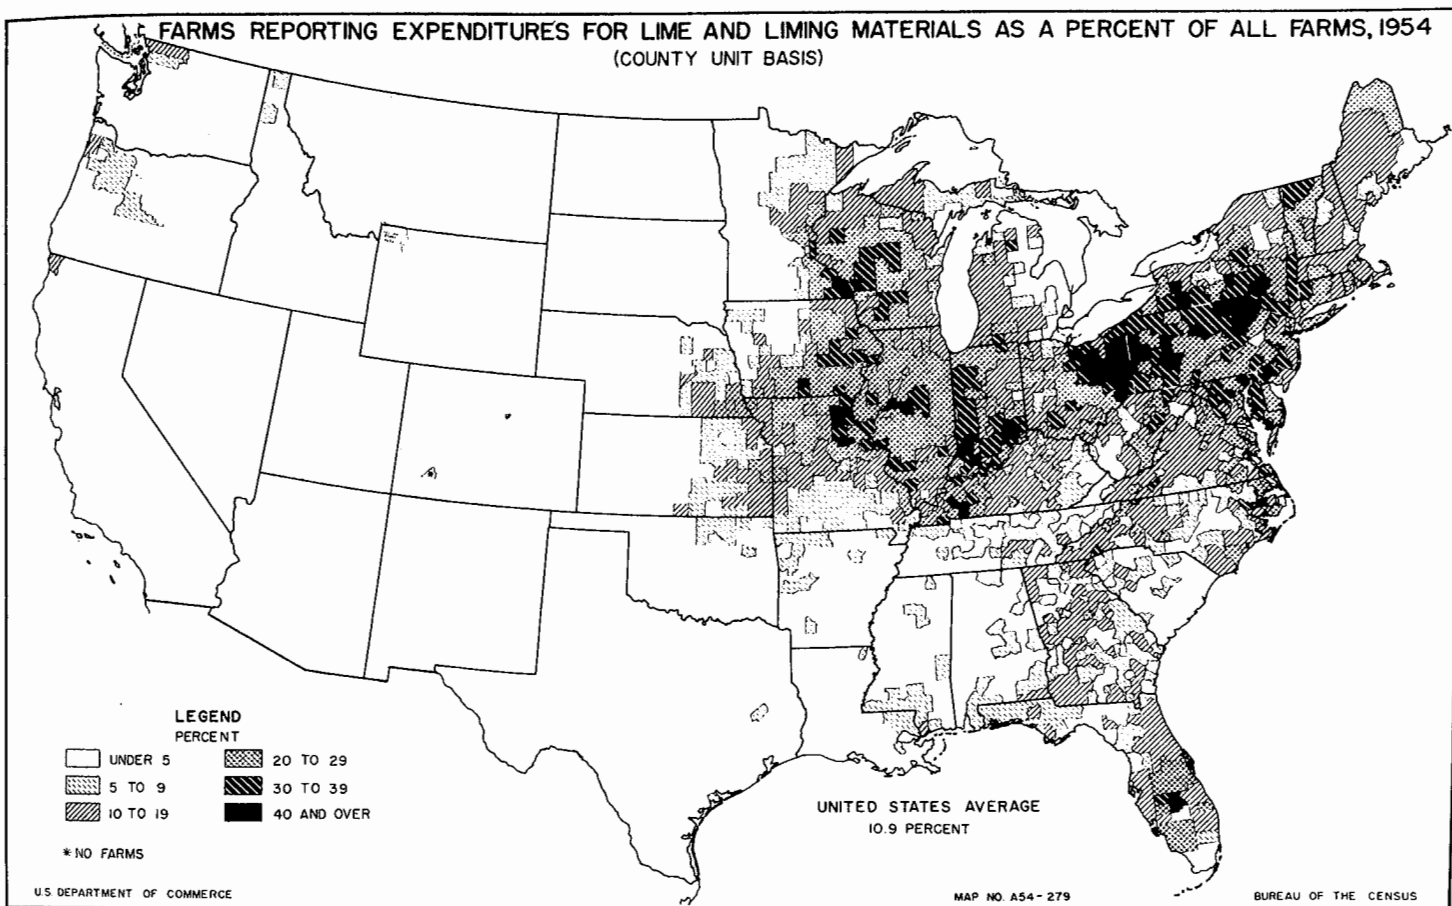 FARMS REPORTING EXPENDITURES FOR LIME AND LIMING MATERIALS AS A PERCENT OF ALL FARMS, 1954
(COUNTY UNIT BASIS)
LEGEND
PERCENT
UNDER 5
20 TO 29
5 TO 9
30 TO 39
10 TO 19
40 AND OVER
* NO FARMS
UNITED STATES AVERAGE
10.9 PERCENT
U.S. DEPARTMENT OF COMMERCE
MAP NO. A54-279
BUREAU OF THE CENSUS